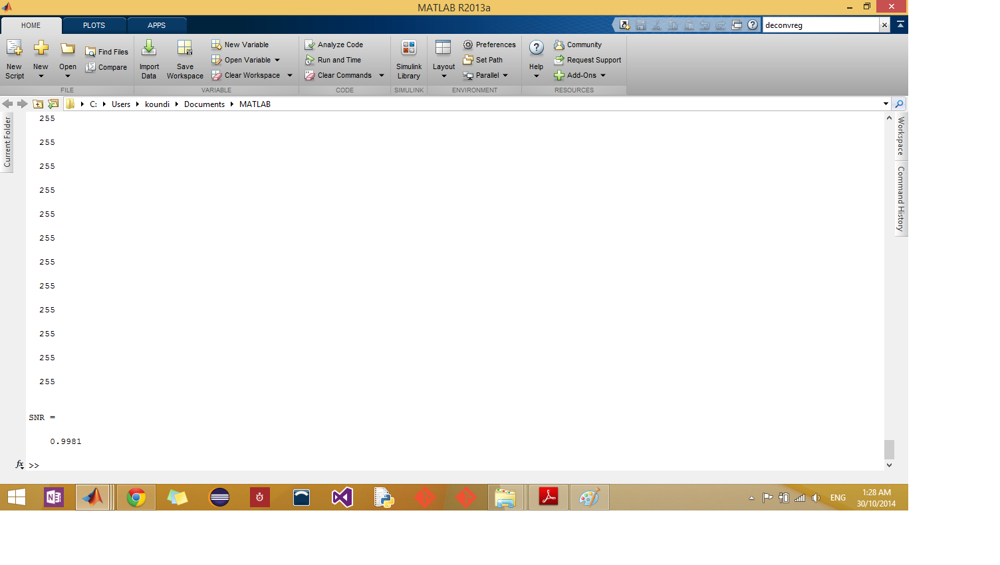 MATLAB R2013a
HOME PLOTS APPS
deconvreg
New Script
New
Open
Find Files
Compare
FILE
Import Data
Save Workspace
New Variable
Open Variable
Clear Workspace
VARIABLE
Analyze Code
Run and Time
Clear Commands
CODE
Simulink Library
SIMULINK
Layout
Preferences
Set Path
Parallel
ENVIRONMENT
Help
Community
Request Support
Add-Ons
RESOURCES
C: Users koundi Documents MATLAB
Current Folder
Workspace
Command History
255
255
255
255
255
255
255
255
255
255
255
255
SNR =
0.9981
fx >>
N
ENG
1:28 AM
30/10/2014